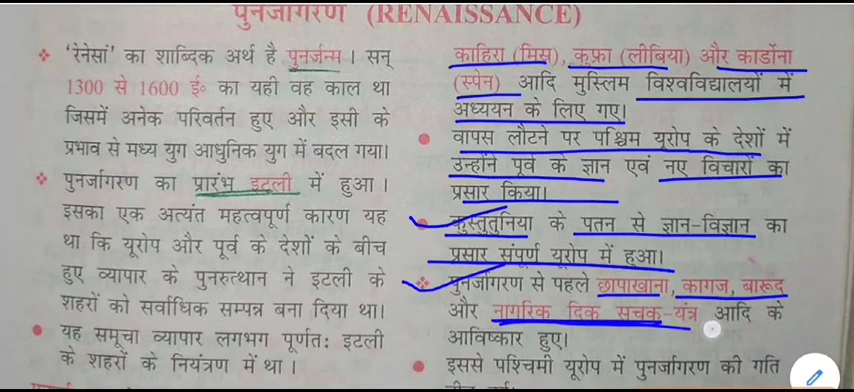 पुनर्जागरण (RENAISSANCE)
'रेनेसां' का शाब्दिक अर्थ है पुनर्जन्म। सन्
1300 से 1600 ई० का यही वह काल था
जिसमें अनेक परिवर्तन हुए और इसी के
प्रभाव से मध्य युग आधुनिक युग में बदल गया।
पुनर्जागरण का प्रारंभ इटली में हुआ।
इसका एक अत्यंत महत्वपूर्ण कारण यह
था कि यूरोप और पूर्व के देशों के बीच
हुए व्यापार के पुनरुत्थान ने इटली के
शहरों को सर्वाधिक सम्पन्न बना दिया था।
यह समूचा व्यापार लगभग पूर्णतः इटली
के शहरों के नियंत्रण में था।
काहिरा (मिस्र), कुफ्रा (लीबिया) और कार्डोना
(स्पेन) आदि मुस्लिम विश्वविद्यालयों में
अध्ययन के लिए गए।
वापस लौटने पर पश्चिम यूरोप के देशों में
उन्होंने पूर्व के ज्ञान एवं नए विचारों का
प्रसार किया।
कुस्तुतुनिया के पतन से ज्ञान-विज्ञान का
प्रसार संपूर्ण यूरोप में हुआ।
पुनर्जागरण से पहले छापाखाना, कागज, बारूद
और नागरिक दिक सूचक-यंत्र आदि के
आविष्कार हुए।
इससे पश्चिमी यूरोप में पुनर्जागरण की गति